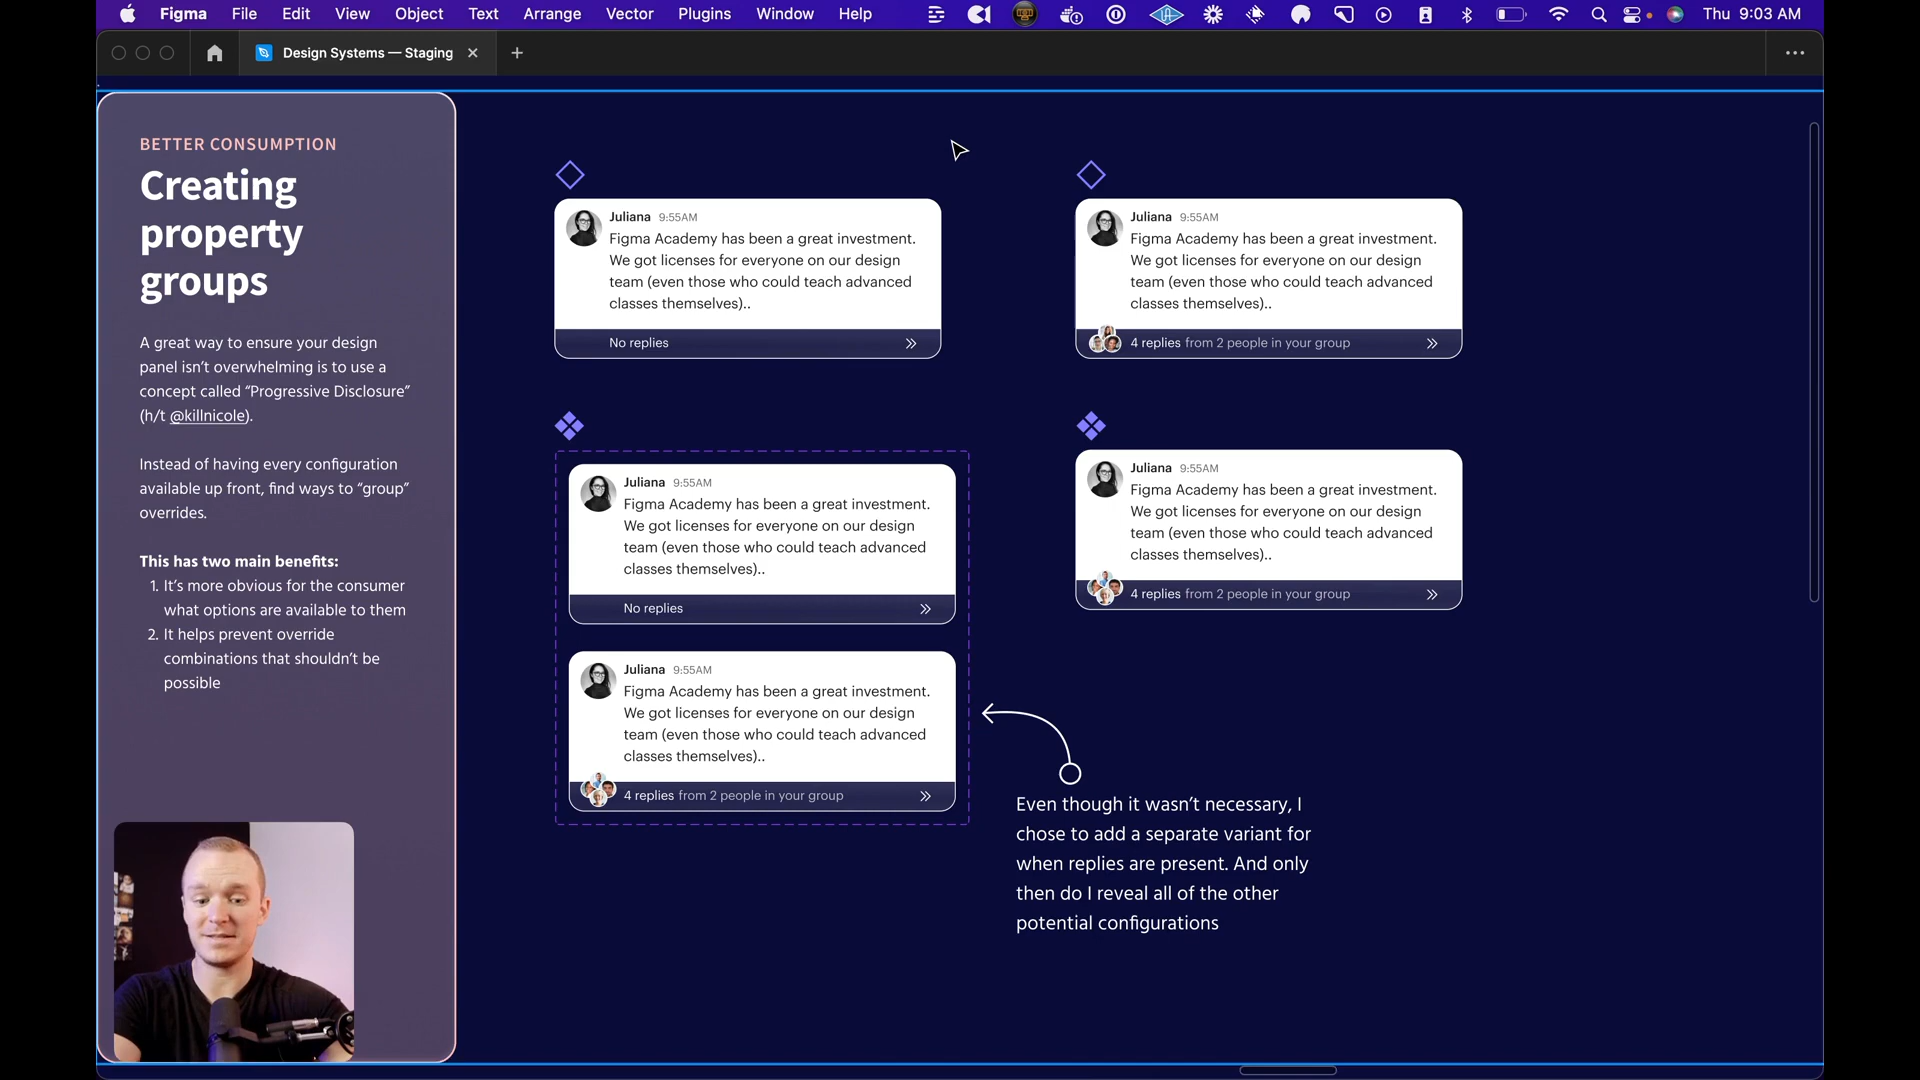 Figma File Edit View Object Text Arrange Vector Plugins Window Help Thu 9:03 AM
Design Systems — Staging
BETTER CONSUMPTION
Creating
property
groups
A great way to ensure your design
panel isn’t overwhelming is to use a
concept called “Progressive Disclosure”
(h/t @killnicole).
Instead of having every configuration
available up front, find ways to “group”
overrides.
This has two main benefits:
1. It’s more obvious for the consumer
what options are available to them
2. It helps prevent override
combinations that shouldn’t be
possible
Juliana 9:55AM
Figma Academy has been a great investment.
We got licenses for everyone on our design
team (even those who could teach advanced
classes themselves)..
No replies
Juliana 9:55AM
Figma Academy has been a great investment.
We got licenses for everyone on our design
team (even those who could teach advanced
classes themselves)..
4 replies from 2 people in your group
Juliana 9:55AM
Figma Academy has been a great investment.
We got licenses for everyone on our design
team (even those who could teach advanced
classes themselves)..
No replies
Juliana 9:55AM
Figma Academy has been a great investment.
We got licenses for everyone on our design
team (even those who could teach advanced
classes themselves)..
4 replies from 2 people in your group
Juliana 9:55AM
Figma Academy has been a great investment.
We got licenses for everyone on our design
team (even those who could teach advanced
classes themselves)..
4 replies from 2 people in your group
Even though it wasn’t necessary, I
chose to add a separate variant for
when replies are present. And only
then do I reveal all of the other
potential configurations